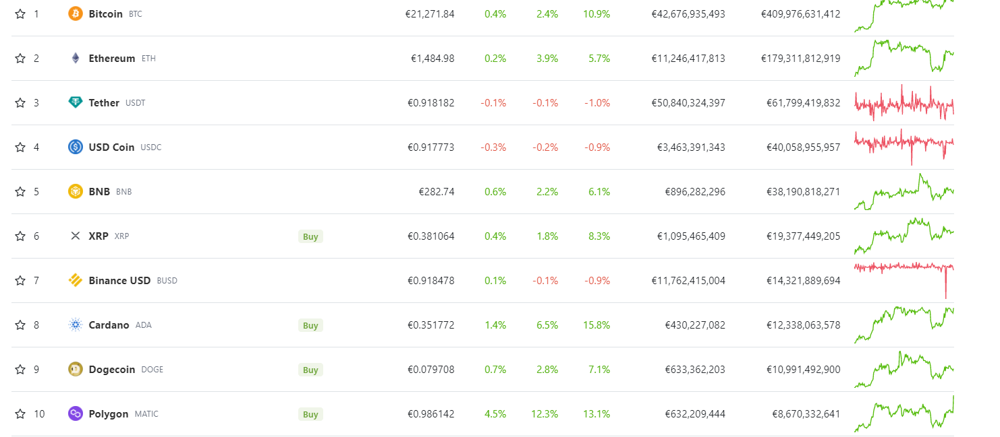 1 Bitcoin BTC €21,271.84 0.4% 2.4% 10.9% €42,676,935,493 €409,976,631,412
2 Ethereum ETH €1,484.98 0.2% 3.9% 5.7% €11,246,417,813 €179,311,812,919
3 Tether USDT €0.918182 -0.1% -0.1% -1.0% €50,840,324,397 €61,799,419,832
4 USD Coin USDC €0.917773 -0.3% -0.2% -0.9% €3,463,391,343 €40,058,955,957
5 BNB BNB €282.74 0.6% 2.2% 6.1% €896,282,296 €38,190,818,271
6 XRP XRP Buy €0.381064 0.4% 1.8% 8.3% €1,095,465,409 €19,377,449,205
7 Binance USD BUSD €0.918478 0.1% -0.1% -0.9% €11,762,415,004 €14,321,889,694
8 Cardano ADA Buy €0.351772 1.4% 6.5% 15.8% €430,227,082 €12,338,063,578
9 Dogecoin DOGE Buy €0.079708 0.7% 2.8% 7.1% €633,362,203 €10,991,492,900
10 Polygon MATIC Buy €0.986142 4.5% 12.3% 13.1% €632,209,444 €8,670,332,641